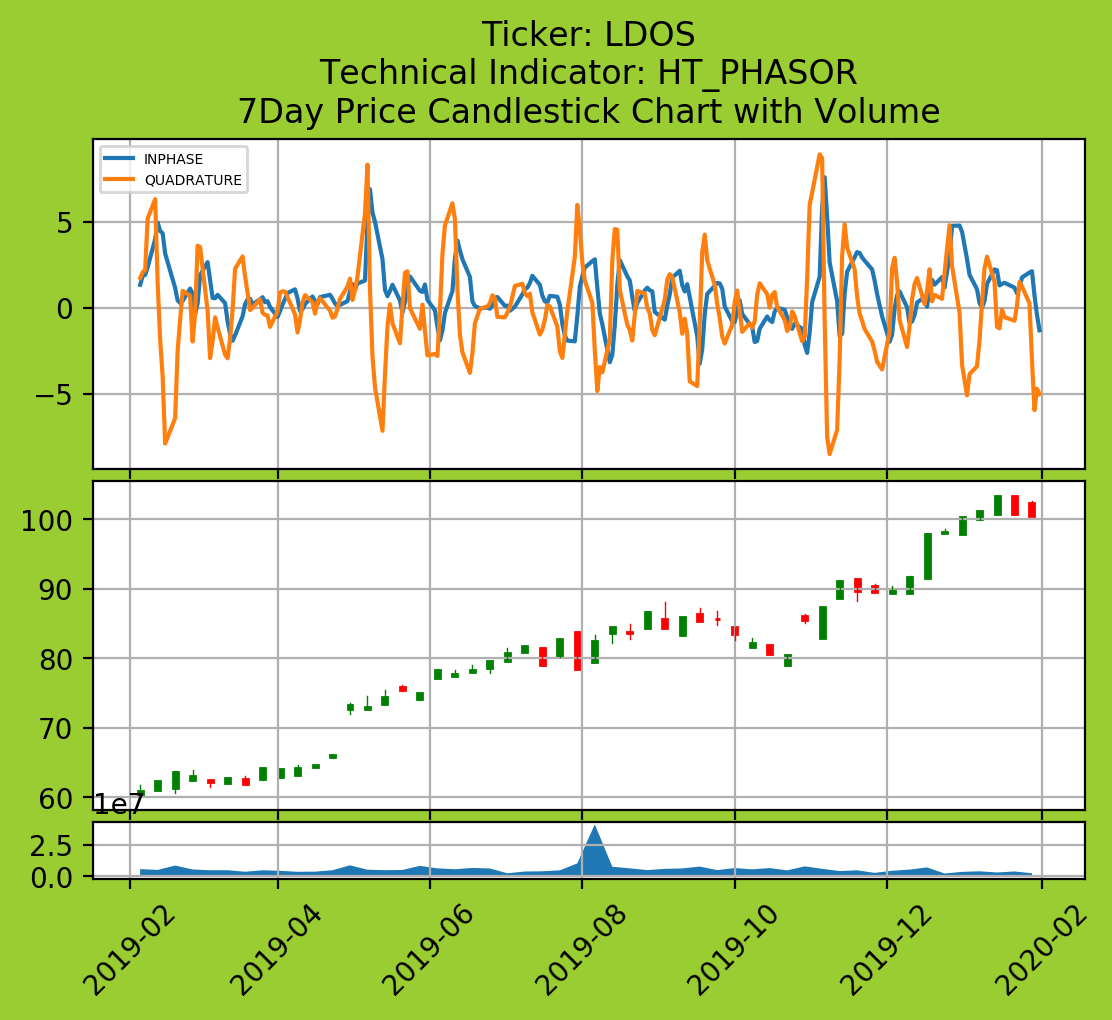 Ticker: LDOS
Technical Indicator: HT_PHASOR
7Day Price Candlestick Chart with Volume
INPHASE
QUADRATURE
5
0
−5
100
90
80
70
60
1e7
2.5
0.0
2019-02
2019-04
2019-06
2019-08
2019-10
2019-12
2020-02